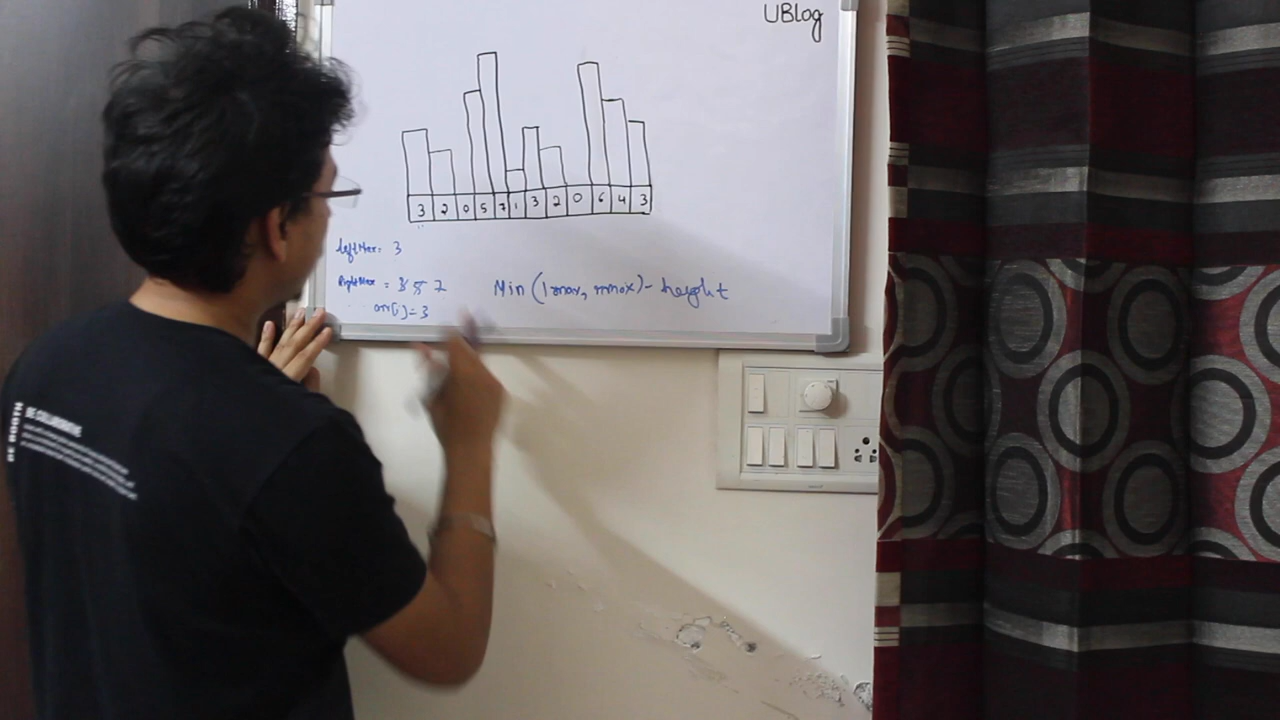 UBlog
3 2 0 5 7 1 3 2 0 6 4 3
leftMax = 3
RightMax = 3 5 7
Min (lmax, rmax) - height
arr[i] = 3